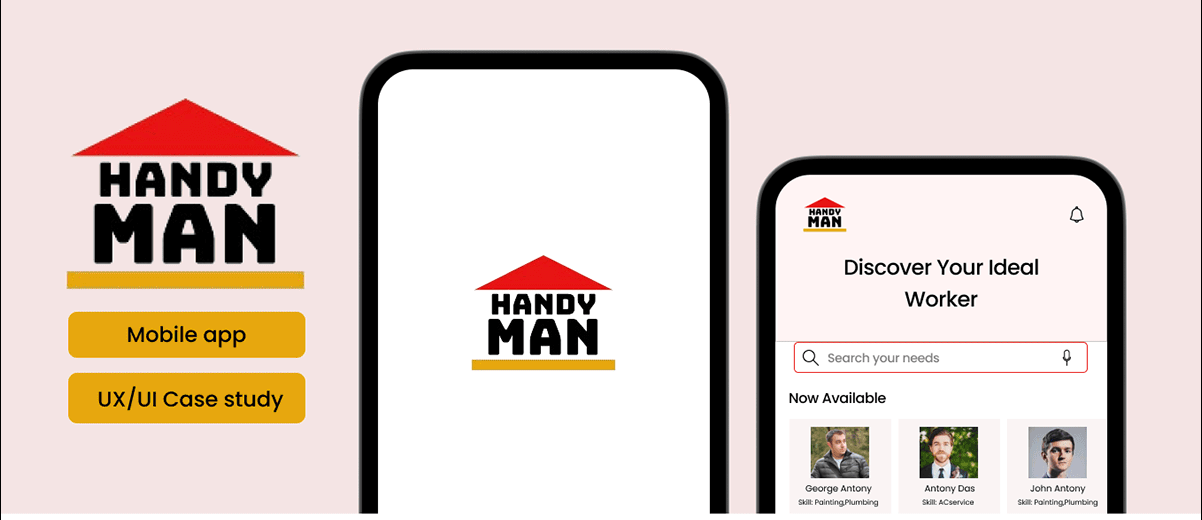 HANDY
MAN
Mobile app
UX/UI Case study
HANDY
MAN
HANDY
MAN
Discover Your Ideal
Worker
Search your needs
Now Available
George Antony
Skill: Painting,Plumbing
Antony Das
Skill: ACservice
John Antony
Skill: Painting,Plumbing